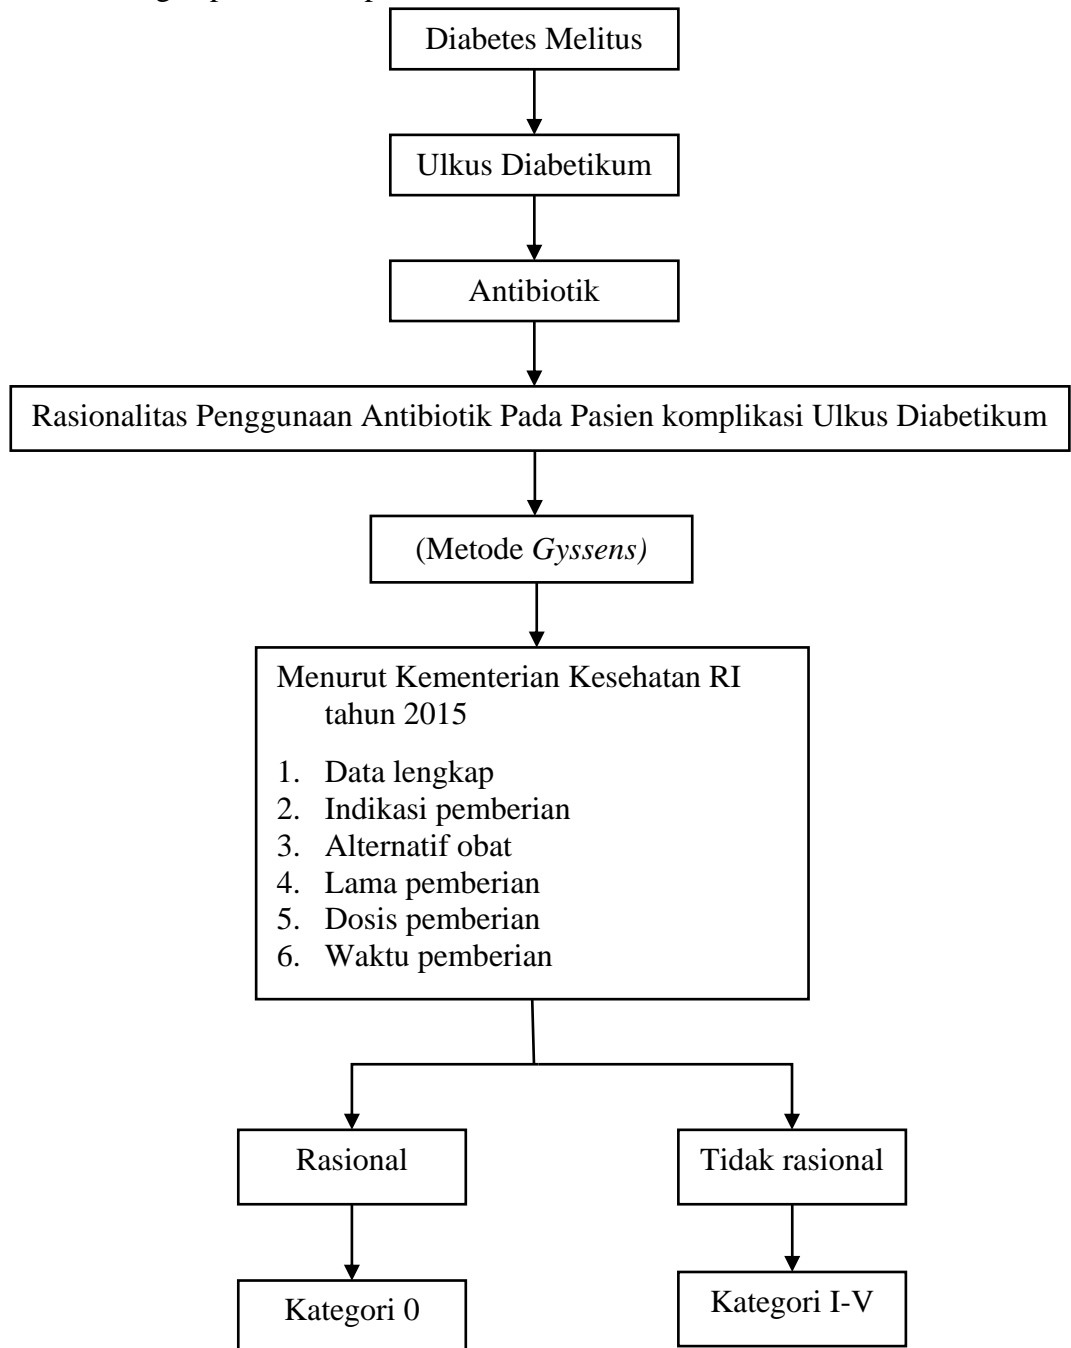 Diabetes Melitus
Ulkus Diabetikum
Antibiotik
Rasionalitas Penggunaan Antibiotik Pada Pasien komplikasi Ulkus Diabetikum
(Metode Gyssens)
Menurut Kementerian Kesehatan RI
tahun 2015
1. Data lengkap
2. Indikasi pemberian
3. Alternatif obat
4. Lama pemberian
5. Dosis pemberian
6. Waktu pemberian
Rasional
Tidak rasional
Kategori 0
Kategori I-V